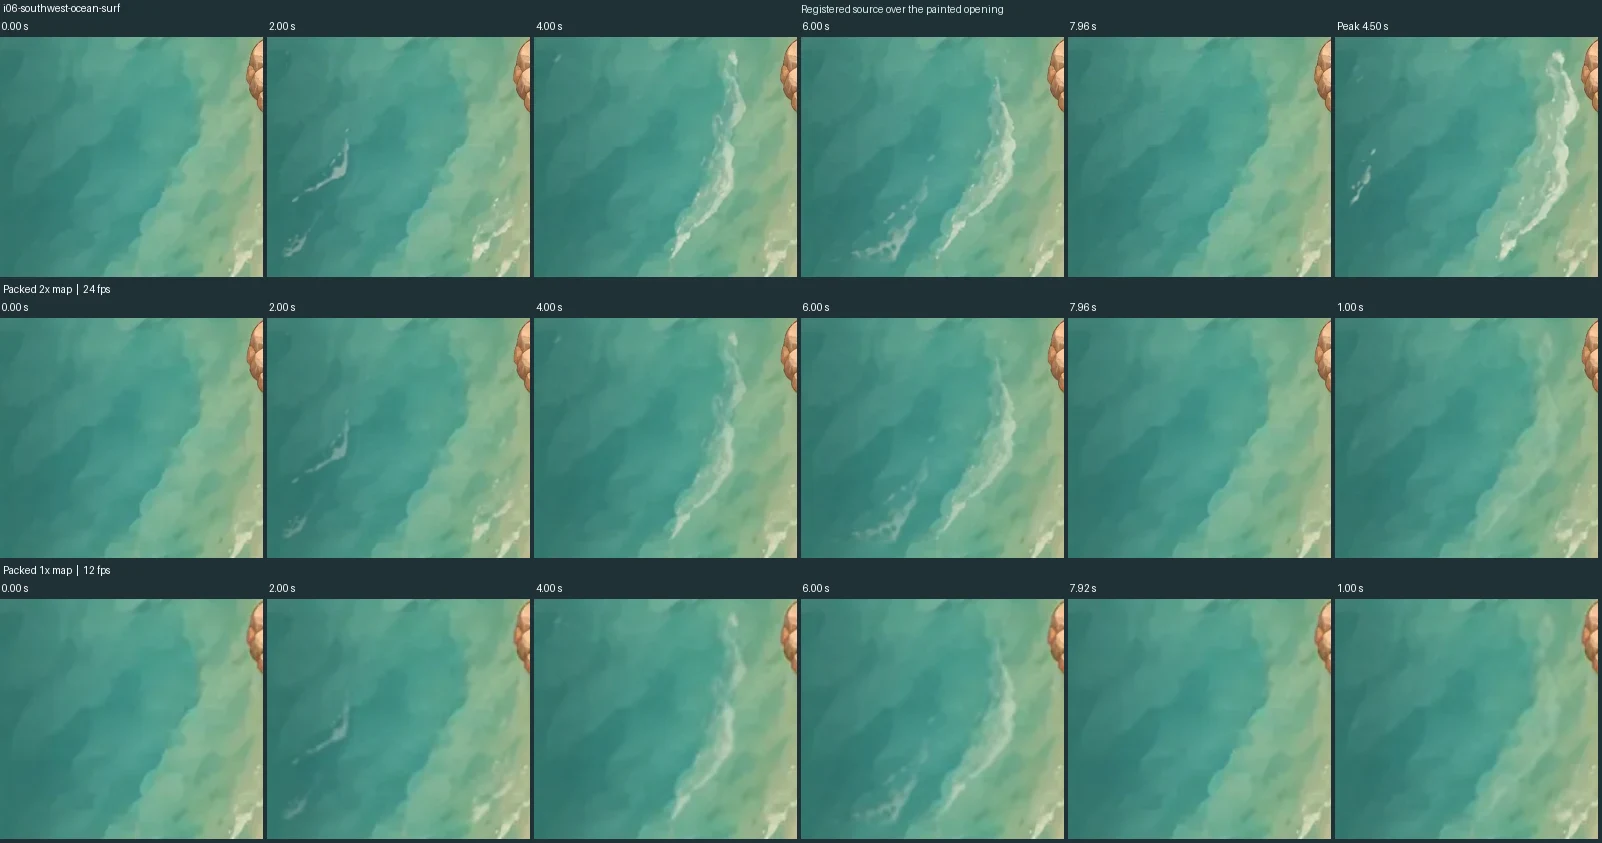 i06-southwest-ocean-surf
Registered source over the painted opening
0.00 s
2.00 s
4.00 s
6.00 s
7.96 s
Peak 4.50 s
Packed 2x map | 24 fps
0.00 s
2.00 s
4.00 s
6.00 s
7.96 s
1.00 s
Packed 1x map | 12 fps
0.00 s
2.00 s
4.00 s
6.00 s
7.92 s
1.00 s